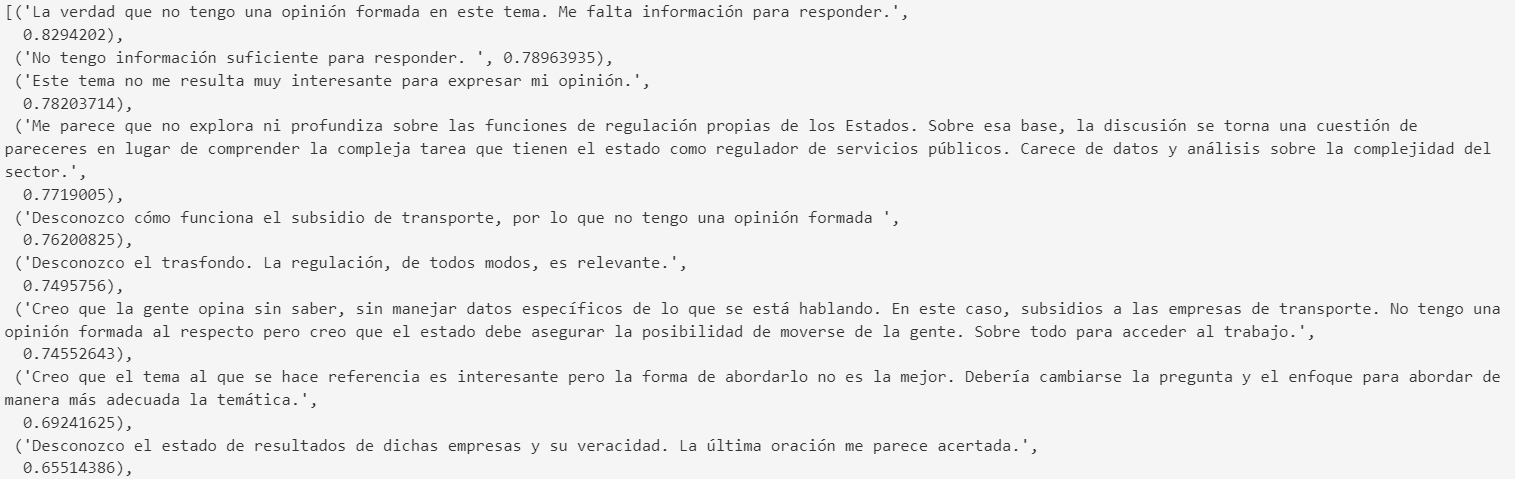 [('La verdad que no tengo una opinión formada en este tema. Me falta información para responder.',
0.8294202),
('No tengo información suficiente para responder. ', 0.78963935),
('Este tema no me resulta muy interesante para expresar mi opinión.',
0.78203714),
('Me parece que no explora ni profundiza sobre las funciones de regulación propias de los Estados. Sobre esa base, la discusión se torna una cuestión de
pareceres en lugar de comprender la compleja tarea que tienen el estado como regulador de servicios públicos. Carece de datos y análisis sobre la complejidad del
sector.',
0.7719005),
('Desconozco cómo funciona el subsidio de transporte, por lo que no tengo una opinión formada ',
0.76200825),
('Desconozco el trasfondo. La regulación, de todos modos, es relevante.',
0.7495756),
('Creo que la gente opina sin saber, sin manejar datos específicos de lo que se está hablando. En este caso, subsidios a las empresas de transporte. No tengo una
opinión formada al respecto pero creo que el estado debe asegurar la posibilidad de moverse de la gente. Sobre todo para acceder al trabajo.',
0.74552643),
('Creo que el tema al que se hace referencia es interesante pero la forma de abordarlo no es la mejor. Debería cambiarse la pregunta y el enfoque para abordar de
manera más adecuada la temática.',
0.69241625),
('Desconozco el estado de resultados de dichas empresas y su veracidad. La última oración me parece acertada.',
0.65514386),